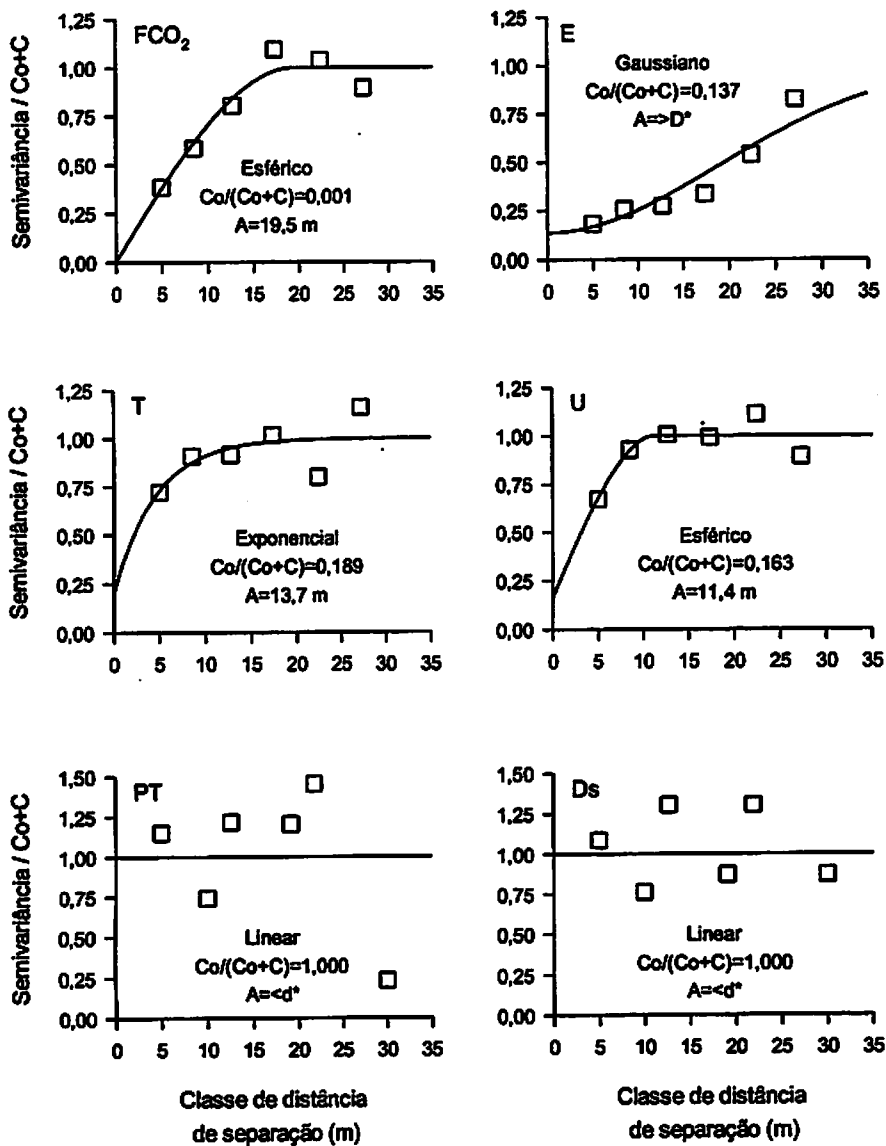 Semivariância / Co+C
1,25
1,00
0,75
0,50
0,25
0,00
FCO2
Esférico
Co/(Co+C)=0,001
A=19,5 m
0 5 10 15 20 25 30 35
1,25
1,00
0,75
0,50
0,25
0,00
E
Gaussiano
Co/(Co+C)=0,137
A=>D*
0 5 10 15 20 25 30 35
Semivariância / Co+C
1,25
1,00
0,75
0,50
0,25
0,00
T
Exponencial
Co/(Co+C)=0,189
A=13,7 m
0 5 10 15 20 25 30 35
1,25
1,00
0,75
0,50
0,25
0,00
U
Esférico
Co/(Co+C)=0,163
A=11,4 m
0 5 10 15 20 25 30 35
Semivariância / Co+C
1,50
1,25
1,00
0,75
0,50
0,25
0,00
PT
Linear
Co/(Co+C)=1,000
A=<d*
0 5 10 15 20 25 30 35
Classe de distância
de separação (m)
1,50
1,25
1,00
0,75
0,50
0,25
0,00
Ds
Linear
Co/(Co+C)=1,000
A=<d*
0 5 10 15 20 25 30 35
Classe de distância
de separação (m)